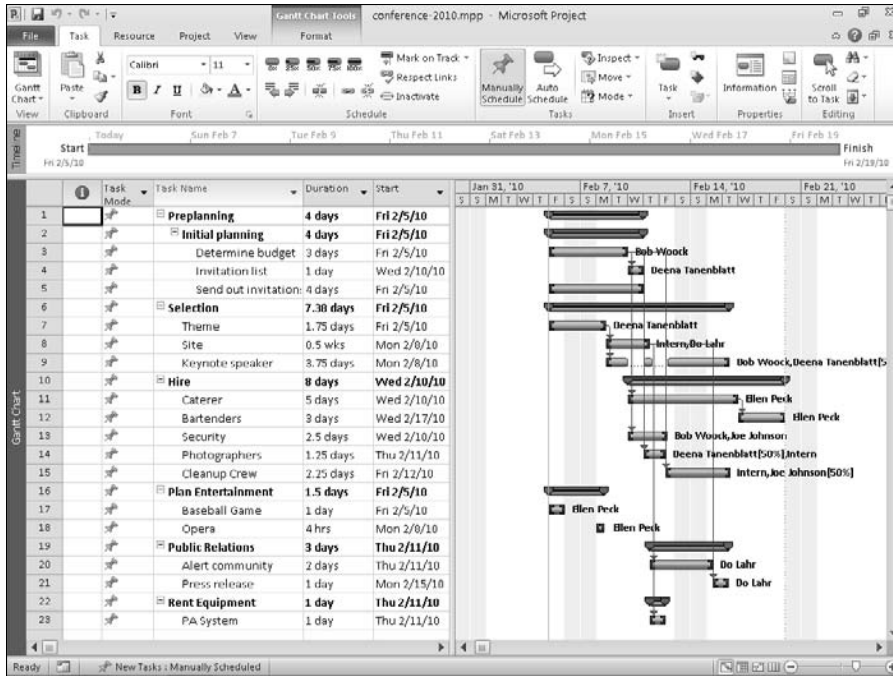 Gantt Chart Tools conference-2010.mpp - Microsoft Project
File Task Resource Project View Format
Gantt Chart
Paste
Calibri 11
B I U A
Mark on Track
Respect Links
Inactivate
Manually Schedule
Auto Schedule
Inspect
Move
Mode
Task
Information
Scroll to Task
View Clipboard Font Schedule Tasks Insert Properties Editing
Timeline
Today Sun Feb 7 Tue Feb 9 Thu Feb 11 Sat Feb 13 Mon Feb 15 Wed Feb 17 Fri Feb 19
Start Finish
Fri 2/5/10 Fri 2/19/10
Gantt Chart
Task Mode Task Name Duration Start
Jan 31, '10 Feb 7, '10 Feb 14, '10 Feb 21, '10
S S M T W T F S S M T W T F S S M T W T F S S M T W T
1 Preplanning 4 days Fri 2/5/10
2 Initial planning 4 days Fri 2/5/10
3 Determine budget 3 days Fri 2/5/10 Bob Woock
4 Invitation list 1 day Wed 2/10/10 Deena Tanenblatt
5 Send out invitation: 4 days Fri 2/5/10
6 Selection 7.38 days Fri 2/5/10
7 Theme 1.75 days Fri 2/5/10 Deena Tanenblatt
8 Site 0.5 wks Mon 2/8/10 Intern,Do Lahr
9 Keynote speaker 3.75 days Mon 2/8/10 Bob Woock,Deena Tanenblatt[5
10 Hire 8 days Wed 2/10/10
11 Caterer 5 days Wed 2/10/10 Ellen Peck
12 Bartenders 3 days Wed 2/17/10 Ellen Peck
13 Security 2.5 days Wed 2/10/10 Bob Woock,Joe Johnson
14 Photographers 1.25 days Thu 2/11/10 Deena Tanenblatt[50%],Intern
15 Cleanup Crew 2.25 days Fri 2/12/10 Intern,Joe Johnson[50%]
16 Plan Entertainment 1.5 days Fri 2/5/10
17 Baseball Game 1 day Fri 2/5/10 Ellen Peck
18 Opera 4 hrs Mon 2/8/10 Ellen Peck
19 Public Relations 3 days Thu 2/11/10
20 Alert community 2 days Thu 2/11/10 Do Lahr
21 Press release 1 day Mon 2/15/10 Do Lahr
22 Rent Equipment 1 day Thu 2/11/10
23 PA System 1 day Thu 2/11/10
Ready New Tasks : Manually Scheduled